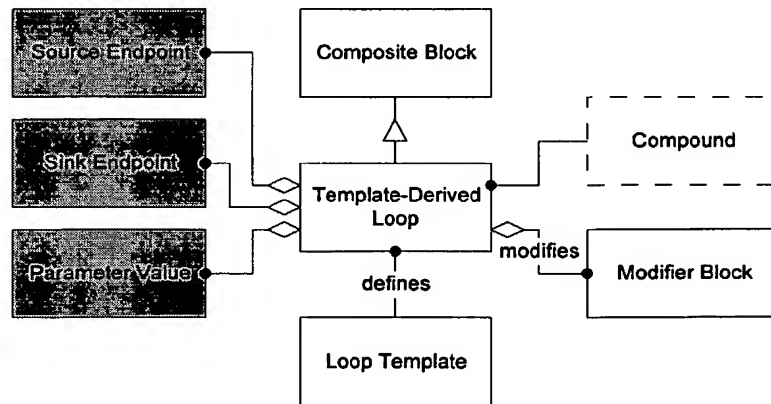 Source Endpoint
Composite Block
Sink Endpoint
Compound
Template-Derived
Loop
Parameter Value
modifies
Modifier Block
defines
Loop Template